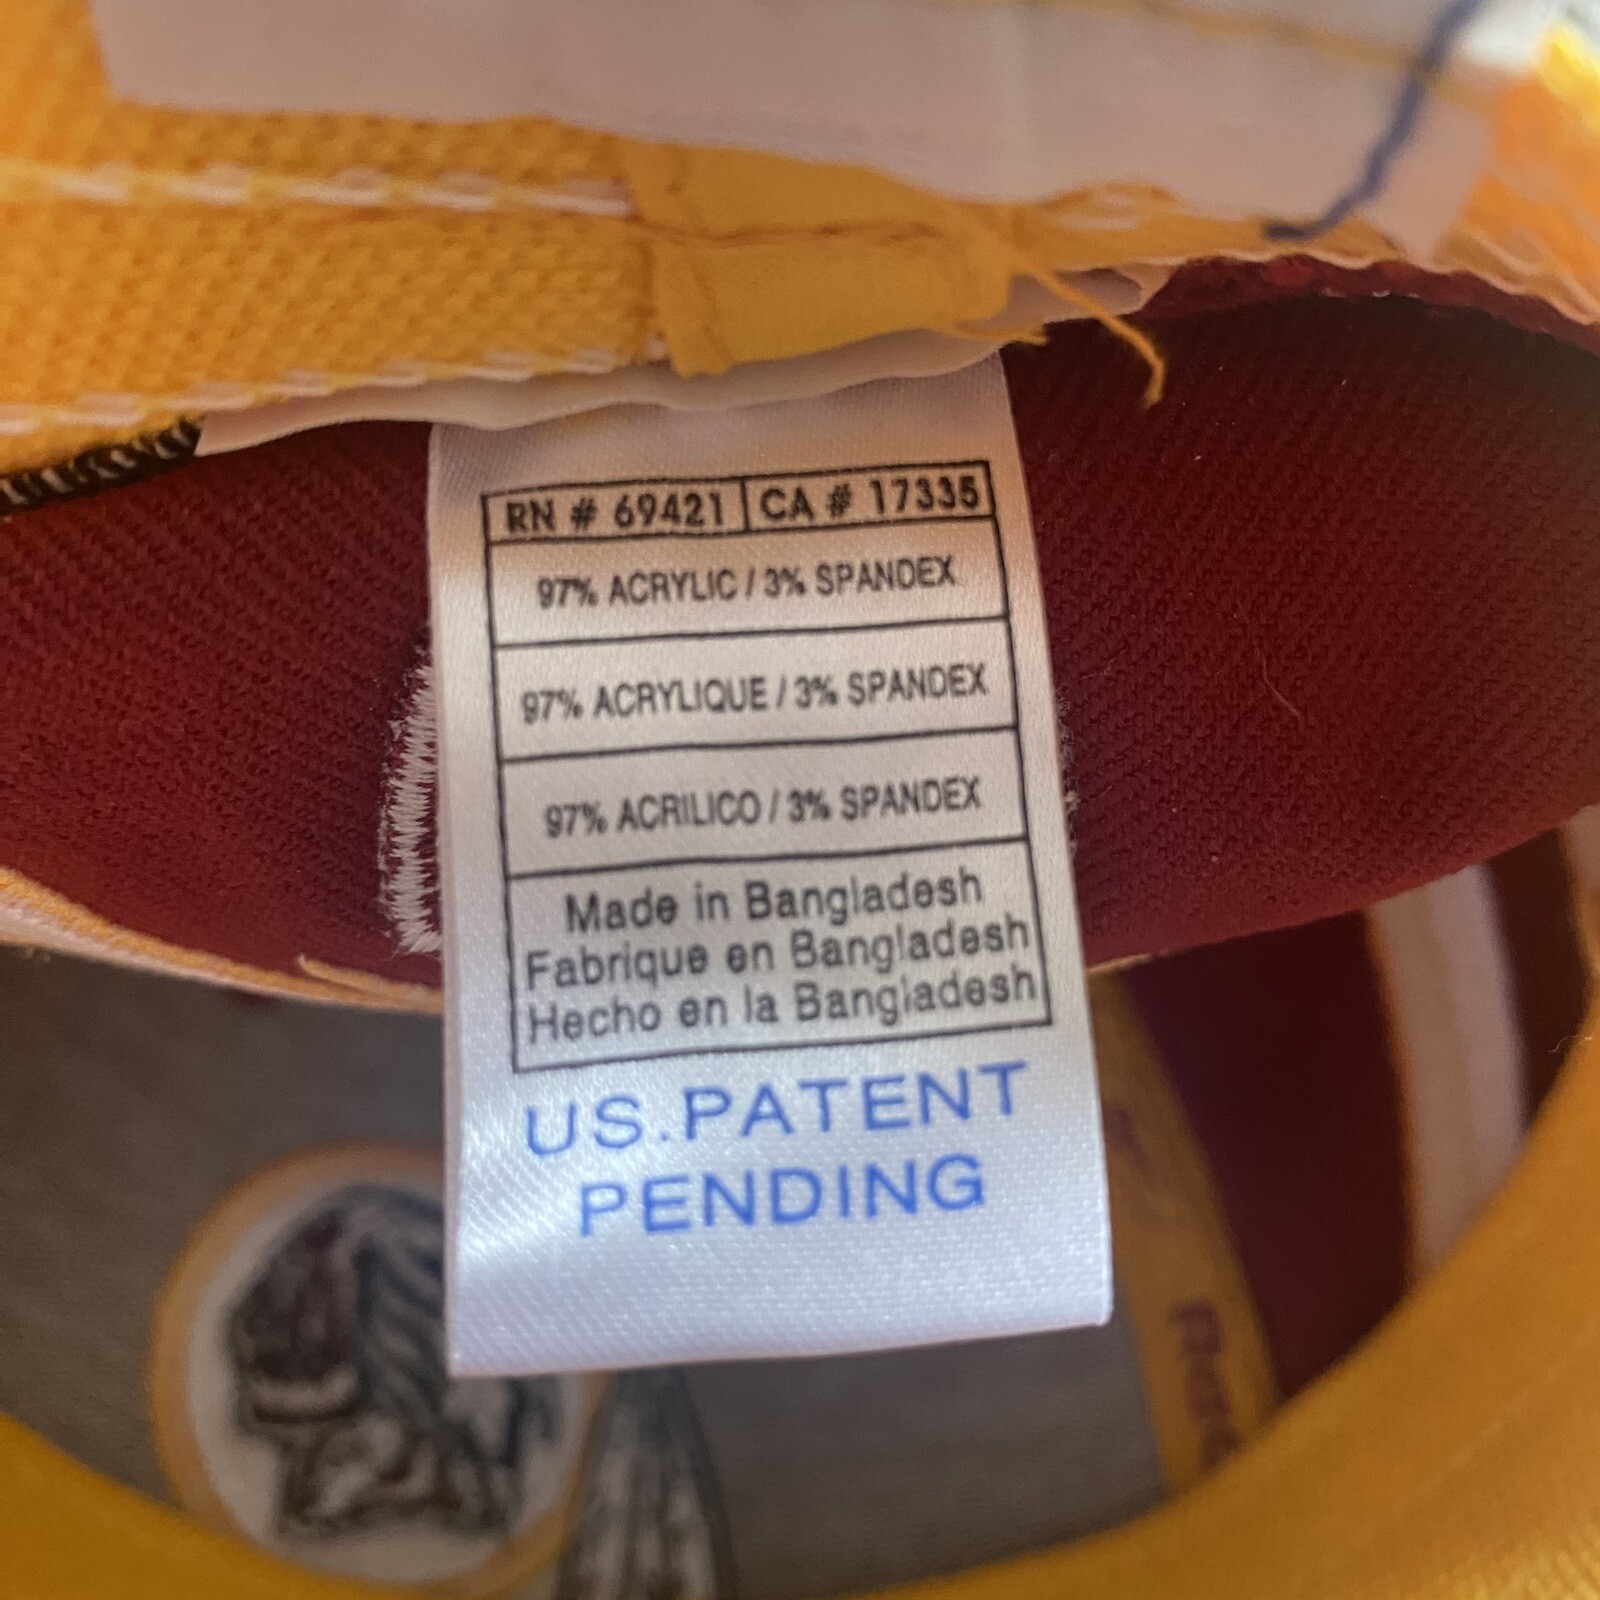 RN # 69421 CA # 17335
97% ACRYLIC / 3% SPANDEX
97% ACRYLIQUE / 3% SPANDEX
97% ACRILICO / 3% SPANDEX
Made in Bangladesh
Fabrique en Bangladesh
Hecho en la Bangladesh
US.PATENT
PENDING